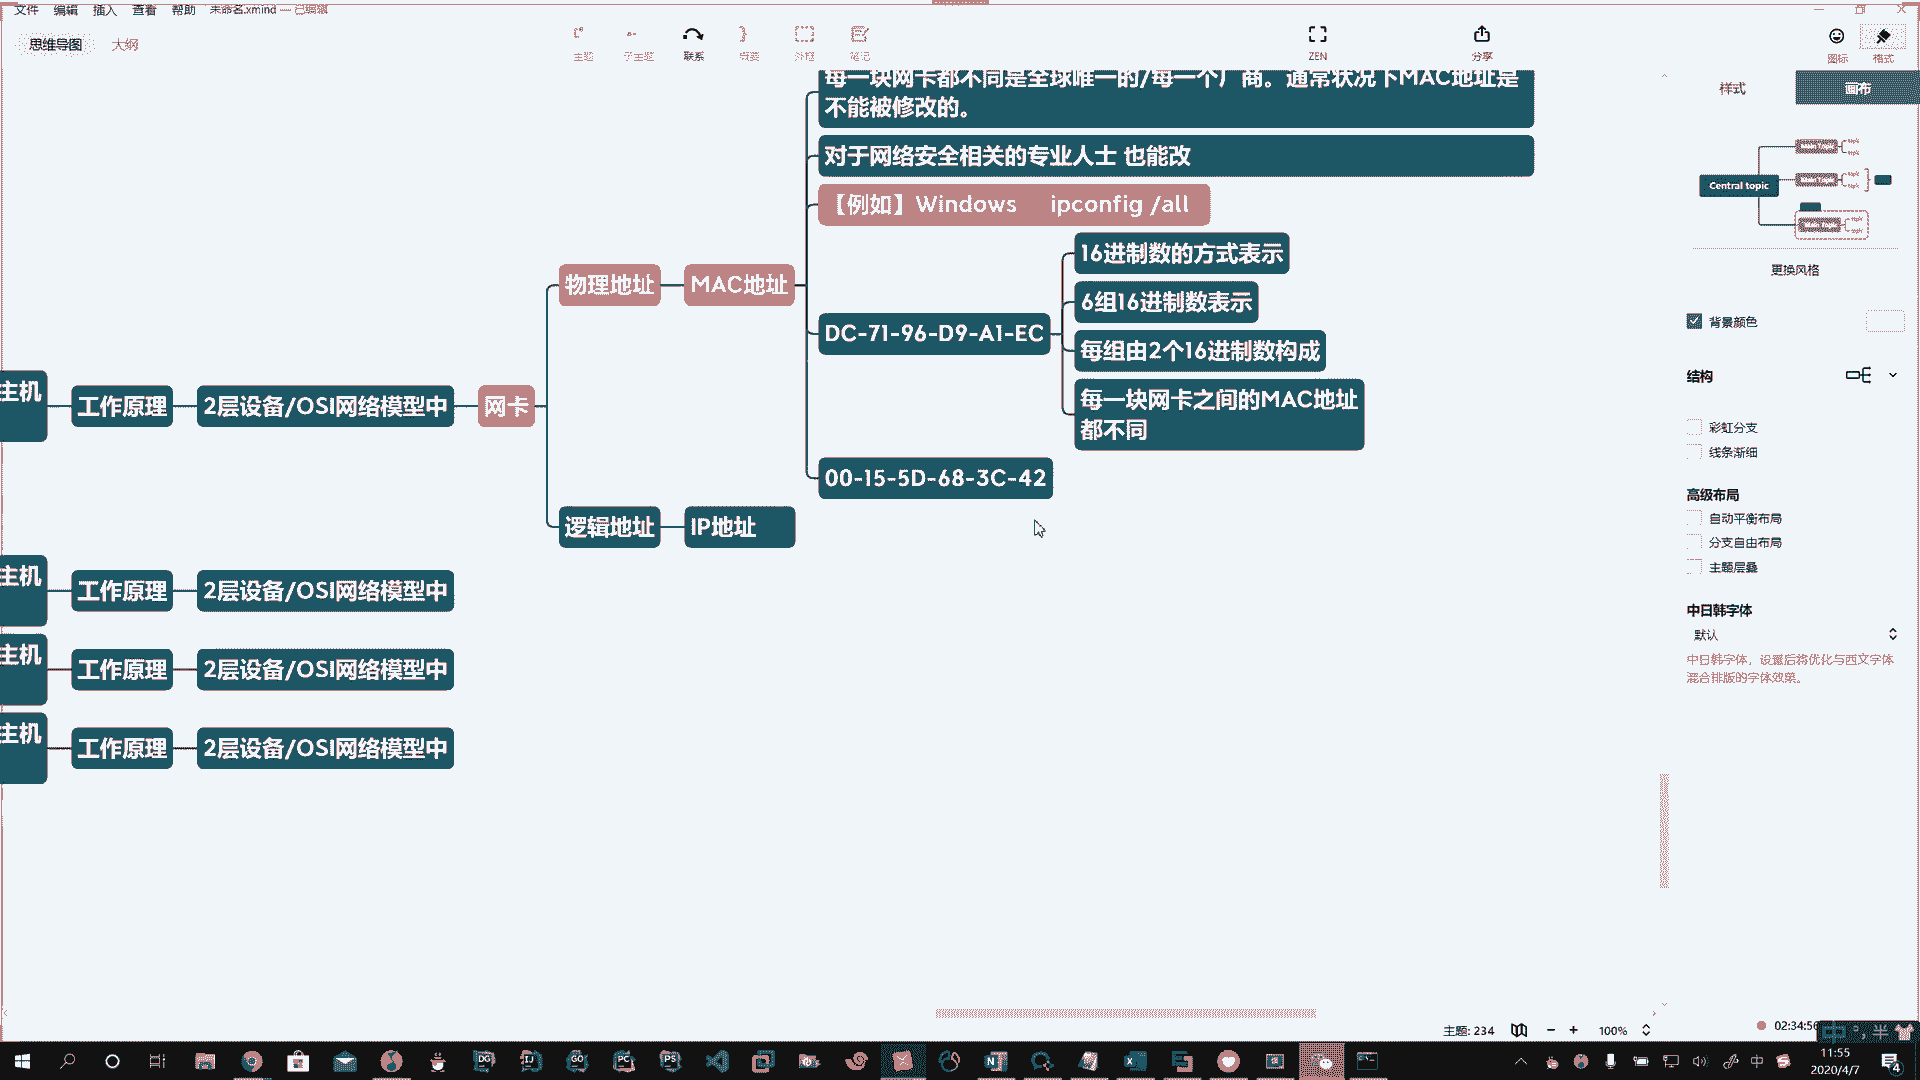 文件 编辑 插入 查看 帮助 未命名.xmind — 已编辑
思维导图 大纲
主题 子主题 联系 概要 外框 笔记 ZEN 分享 图标 格式
样式 画布
每一块网卡都不同是全球唯一的/每一个厂商。通常状况下MAC地址是
不能被修改的。
对于网络安全相关的专业人士 也能改
【例如】Windows ipconfig /all
16进制数的方式表示
6组16进制数表示
每组由2个16进制数构成
每一块网卡之间的MAC地址
都不同
DC-71-96-D9-A1-EC
00-15-5D-68-3C-42
物理地址
MAC地址
逻辑地址
IP地址
主机
工作原理
2层设备/OSI网络模型中
网卡
主机
工作原理
2层设备/OSI网络模型中
主机
工作原理
2层设备/OSI网络模型中
主机
工作原理
2层设备/OSI网络模型中
Central topic
更换风格
背景颜色
结构
彩虹分支
线条渐细
高级布局
自动平衡布局
分支自由布局
主题层叠
中日韩字体
默认
中日韩字体，设置后将优化与西文字体
混合排版的字体效果。
主题: 234
100%
02:34:56
中 半
DG IJ GO PC PS
中
11:55
2020/4/7
4